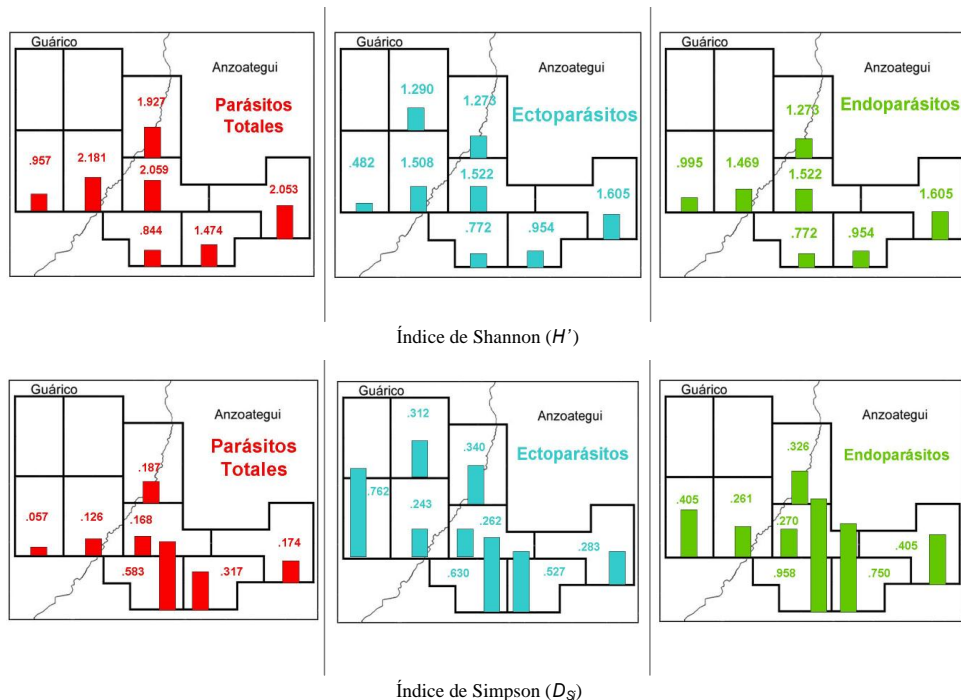 Guárico
Anzoategui
Parásitos
Totales
1.927
.957
2.181
2.059
2.053
.844
1.474
Guárico
Anzoategui
Ectoparásitos
1.290
1.273
.482
1.508
1.522
1.605
.772
.954
Guárico
Anzoategui
Endoparásitos
1.273
.995
1.469
1.522
1.605
.772
.954
Índice de Shannon (H’)
Guárico
Anzoategui
Parásitos
Totales
.187
.057
.126
.168
.174
.583
.317
Guárico
Anzoategui
Ectoparásitos
.312
.340
.762
.243
.262
.283
.630
.527
Guárico
Anzoategui
Endoparásitos
.326
.405
.261
.270
.405
.958
.750
Índice de Simpson (DSi)